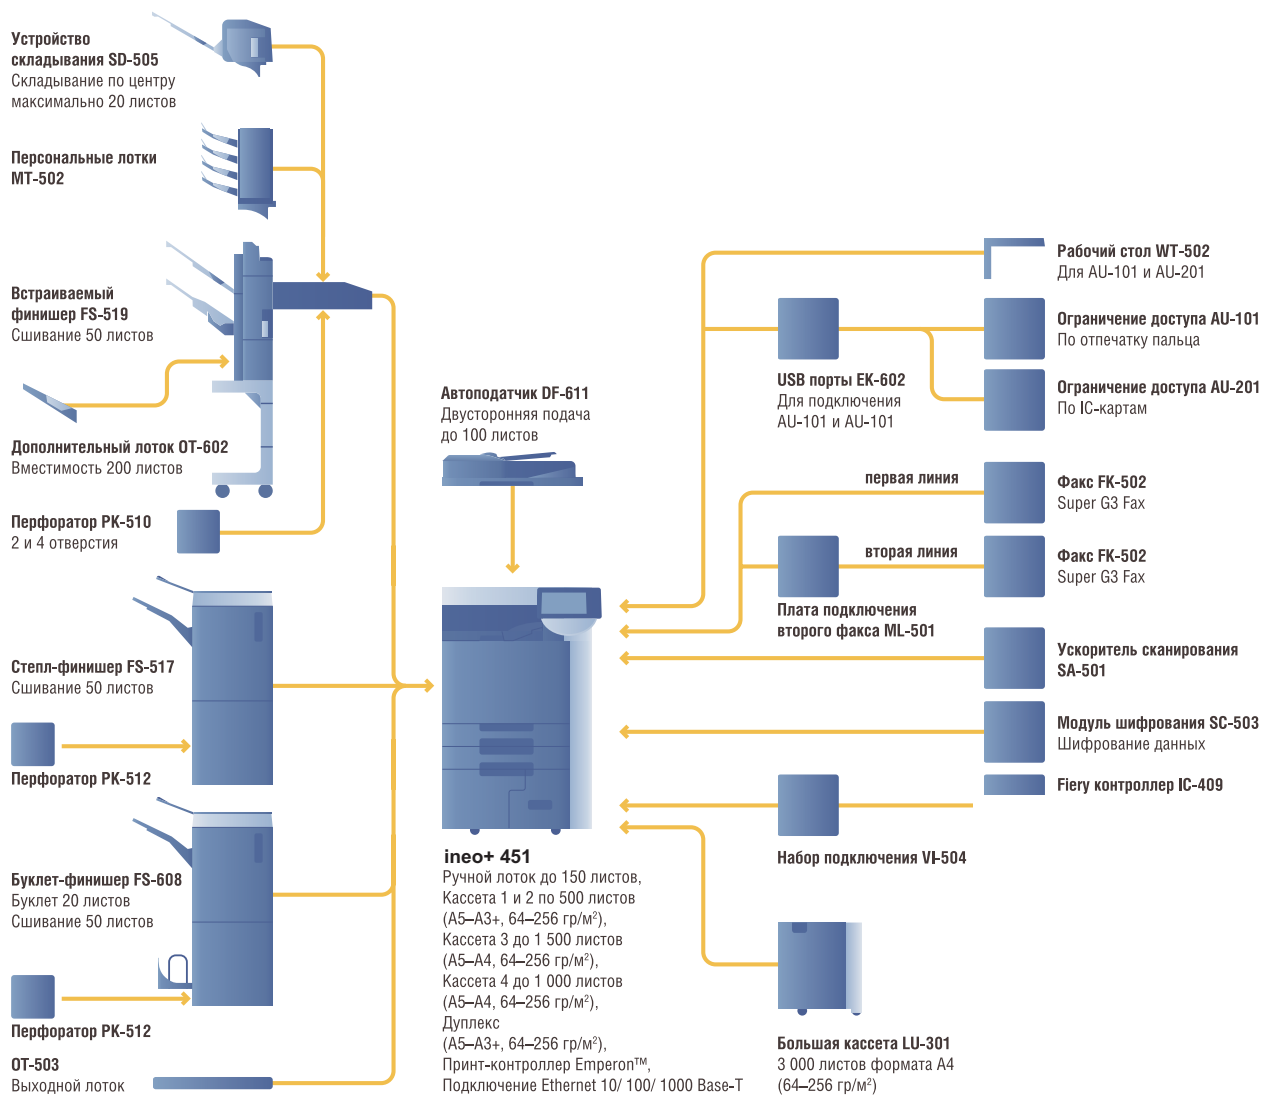 Устройство
складывания SD-505
Складывание по центру
максимально 20 листов
Персональные лотки
MT-502
Встраиваемый
финишер FS-519
Сшивание 50 листов
Дополнительный лоток OT-602
Вместимость 200 листов
Перфоратор PK-510
2 и 4 отверстия
Степл-финишер FS-517
Сшивание 50 листов
Перфоратор PK-512
Буклет-финишер FS-608
Буклет 20 листов
Сшивание 50 листов
Перфоратор PK-512
OT-503
Выходной лоток
Автоподатчик DF-611
Двусторонняя подача
до 100 листов
ineo+ 451
Ручной лоток до 150 листов,
Кассета 1 и 2 по 500 листов
(A5–A3+, 64–256 гр/м²),
Кассета 3 до 1 500 листов
(A5–A4, 64–256 гр/м²),
Кассета 4 до 1 000 листов
(A5–A4, 64–256 гр/м²),
Дуплекс
(A5–A3+, 64–256 гр/м²),
Принт-контроллер Emperon™,
Подключение Ethernet 10/ 100/ 1000 Base-T
Рабочий стол WT-502
Для AU-101 и AU-201
Ограничение доступа AU-101
По отпечатку пальца
USB порты EK-602
Для подключения
AU-101 и AU-101
Ограничение доступа AU-201
По IC-картам
первая линия
Факс FK-502
Super G3 Fax
вторая линия
Факс FK-502
Super G3 Fax
Плата подключения
второго факса ML-501
Ускоритель сканирования
SA-501
Модуль шифрования SC-503
Шифрование данных
Fiery контроллер IC-409
Набор подключения VI-504
Большая кассета LU-301
3 000 листов формата A4
(64–256 гр/м²)